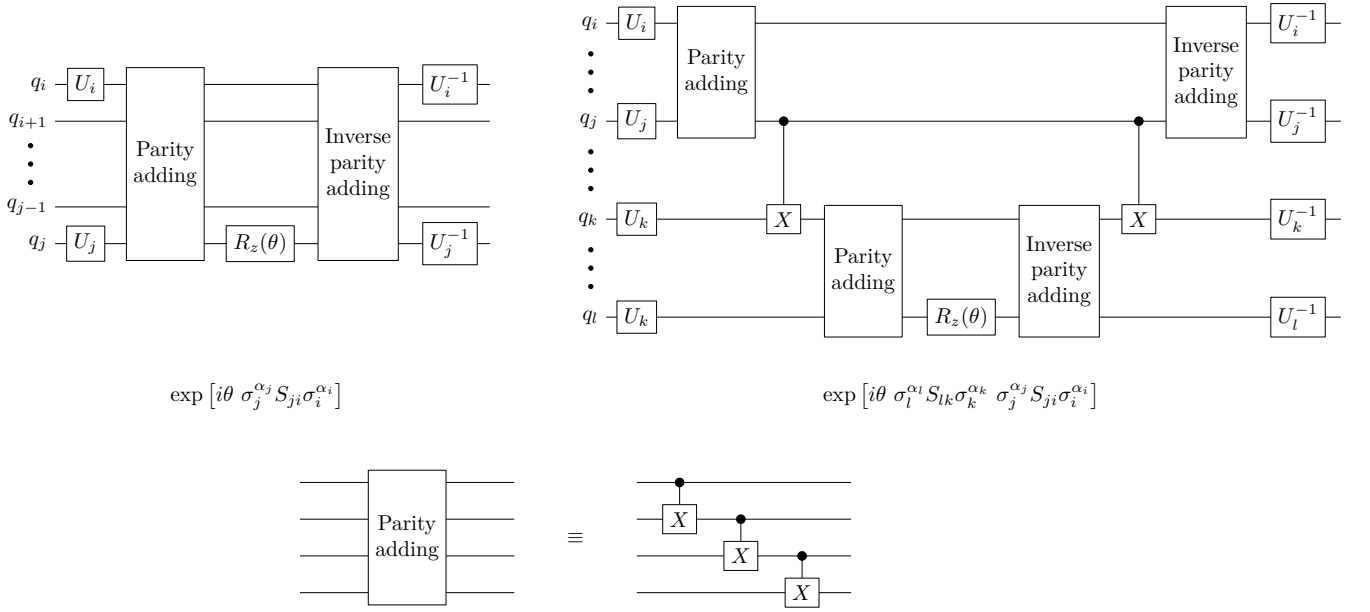 q_i U_i Parity adding Inverse parity adding U_i^{-1}
q_{i+1}
q_{j-1}
q_j U_j R_z(θ) U_j^{-1}
exp [iθ σ_j^{α_j} S_{ji} σ_i^{α_i}]
q_i U_i Parity adding Inverse parity adding U_i^{-1}
q_j U_j U_j^{-1}
q_k U_k X Parity adding Inverse parity adding X U_k^{-1}
q_l U_k R_z(θ) U_l^{-1}
exp [iθ σ_l^{α_l} S_{lk} σ_k^{α_k} σ_j^{α_j} S_{ji} σ_i^{α_i}]
Parity adding ≡ X
X
X